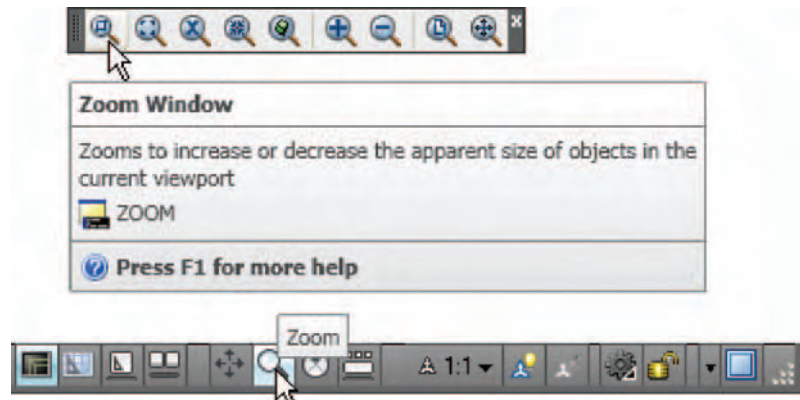 Zoom Window
Zooms to increase or decrease the apparent size of objects in the
current viewport
ZOOM
Press F1 for more help
Zoom
1:1